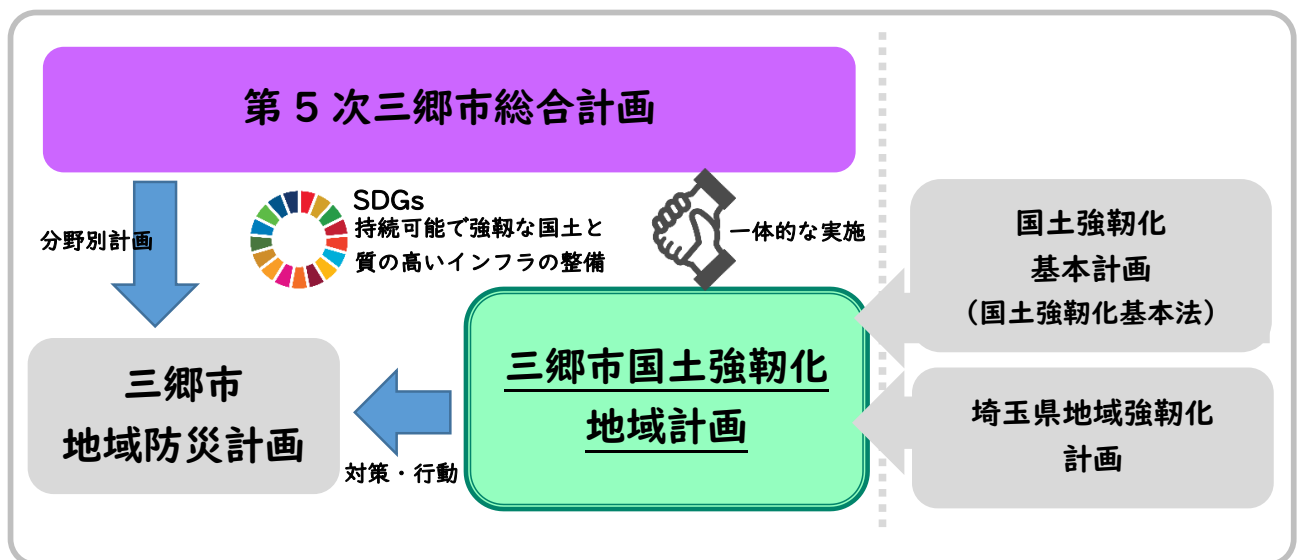 第 5 次三郷市総合計画
分野別計画
SDGs
持続可能で強靱な国土と
質の高いインフラの整備
一体的な実施
国土強靱化
基本計画
(国土強靱化基本法)
三郷市国土強靱化
地域計画
三郷市
地域防災計画
対策・行動
埼玉県地域強靱化
計画